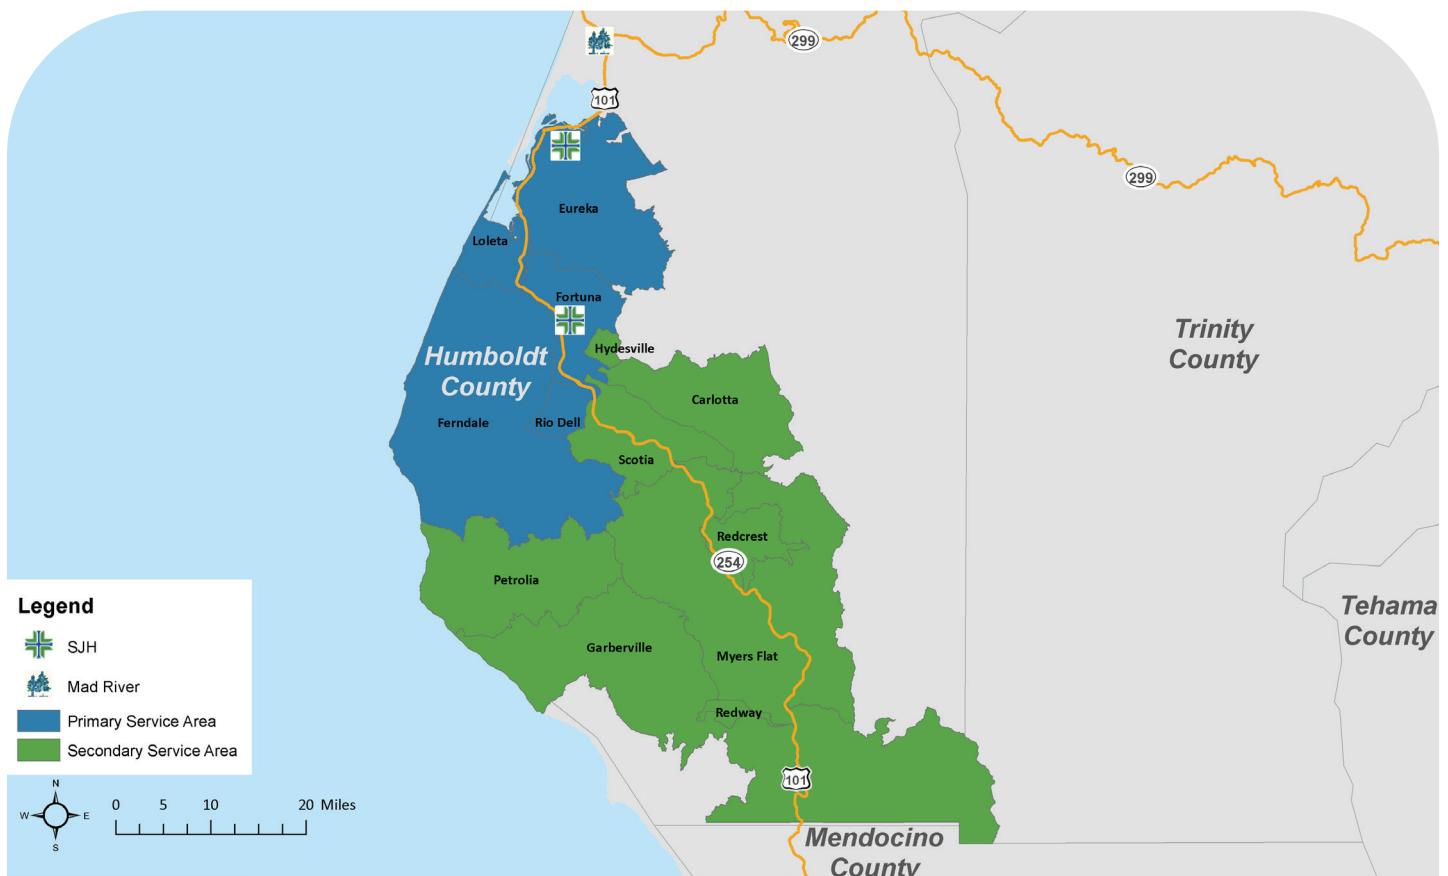 299
101
299
Eureka
Loleta
Fortuna
Trinity
County
Hydesville
Humboldt
County
Carlotta
Ferndale
Rio Dell
Scotia
Redcrest
254
Petrolia
Tehama
County
Garberville
Myers Flat
Redway
101
Mendocino
County
Legend
SJH
Mad River
Primary Service Area
Secondary Service Area
N
W
E
S
0 5 10 20 Miles